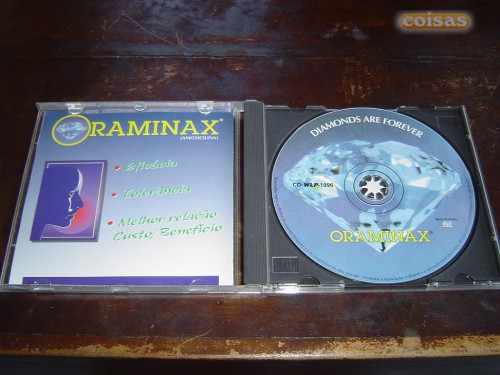 coisas
ORAMINAX
(AMOXICILINA)
• Eficácia
• Tolerância
• Melhor relação
Custo/Benefício
DIAMONDS ARE FOREVER
CD-WLP-1996
ORAMINAX